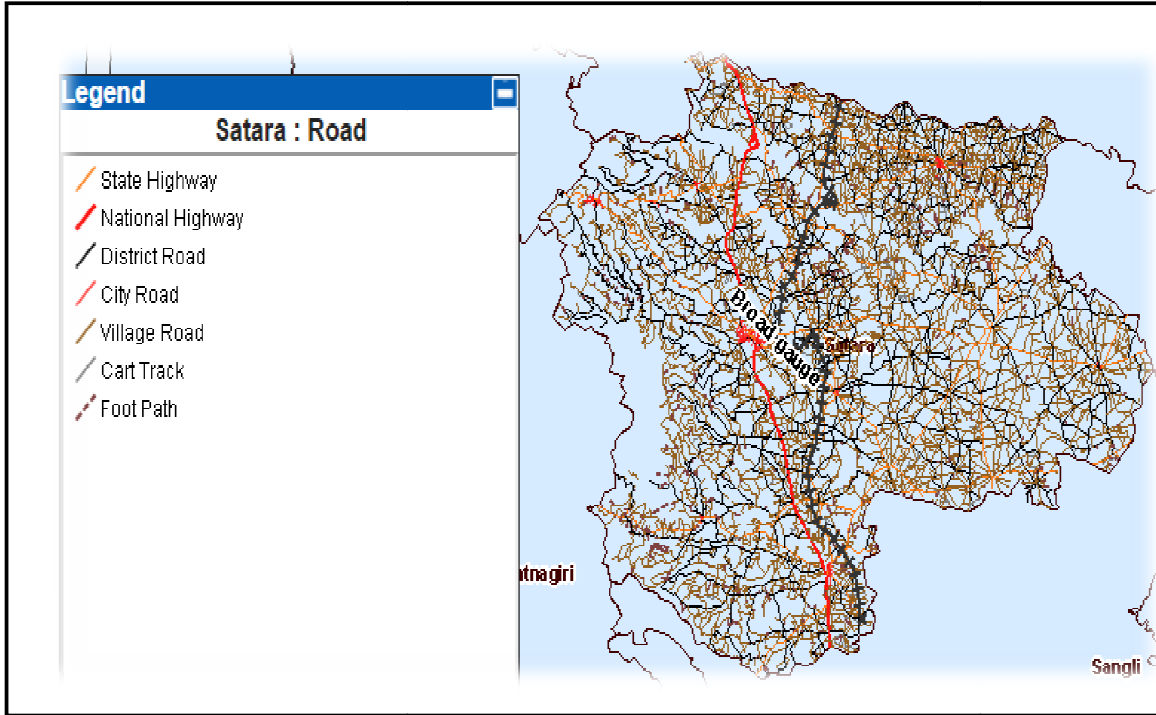 Legend
Satara : Road
State Highway
National Highway
District Road
City Road
Village Road
Cart Track
Foot Path
Broad gauge
Satara
atnagiri
Sangli